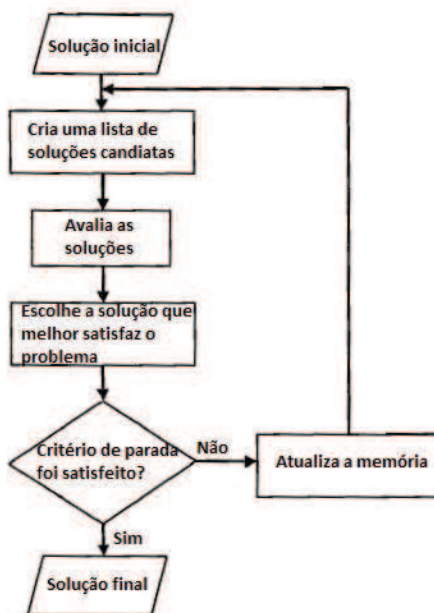 Solução inicial
Cria uma lista de
soluções candiatas
Avalia as
soluções
Escolhe a solução que
melhor satisfaz o
problema
Critério de parada
foi satisfeito?
Não
Atualiza a memória
Sim
Solução final